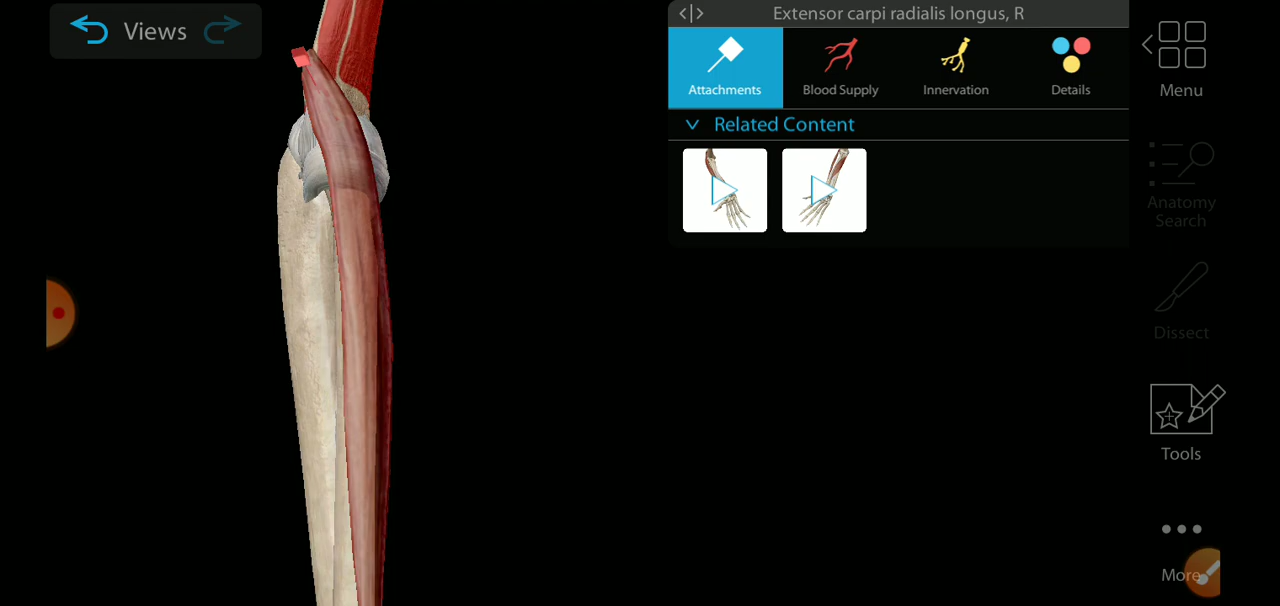 Views
Extensor carpi radialis longus, R
Attachments
Blood Supply
Innervation
Details
Related Content
Menu
Anatomy
Search
Dissect
Tools
More